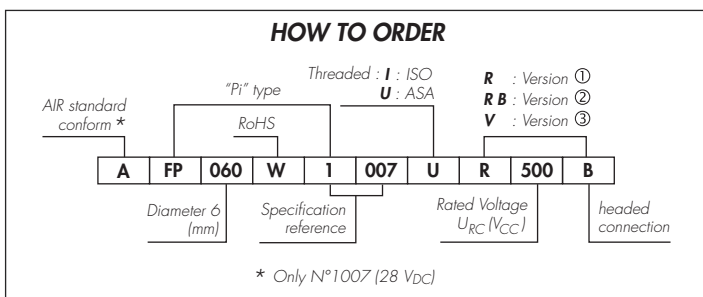 HOW TO ORDER
AIR standard
conform *
"Pi" type
RoHS
Threaded : I : ISO
U : ASA
R : Version ①
R B : Version ②
V : Version ③
A FP 060 W 1 007 U R 500 B
Diameter 6
(mm)
Specification
reference
Rated Voltage
URC (VCC)
headed
connection
* Only N°1007 (28 VDC)